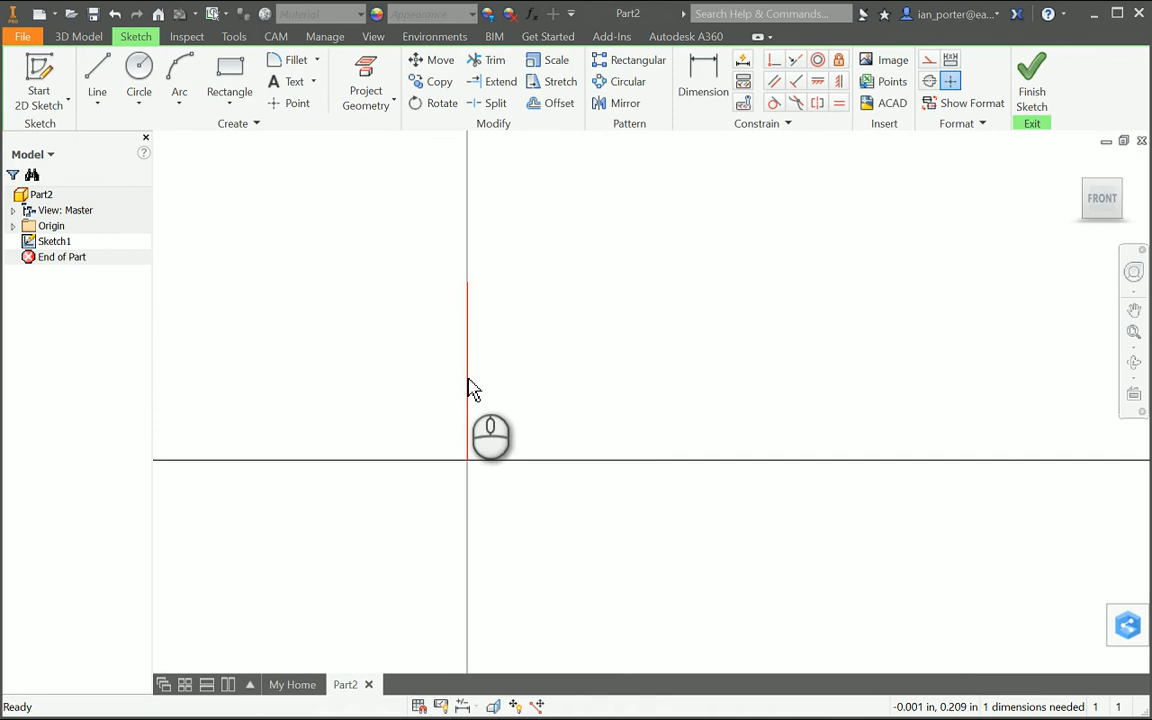 PRO Material Appearance Part2 Search Help & Commands... ian_porter@ea...
File 3D Model Sketch Inspect Tools CAM Manage View Environments BIM Get Started Add-Ins Autodesk A360
Start 2D Sketch Line Circle Arc Rectangle Fillet Text Point Project Geometry Move Copy Rotate Trim Extend Split Scale Stretch Offset Rectangular Circular Mirror Dimension Image Points ACAD Show Format Finish Sketch
Sketch Create Modify Pattern Constrain Insert Format Exit
Model
Part2
View: Master
Origin
Sketch1
End of Part
FRONT
My Home Part2
Ready -0.001 in, 0.209 in 1 dimensions needed 1 1